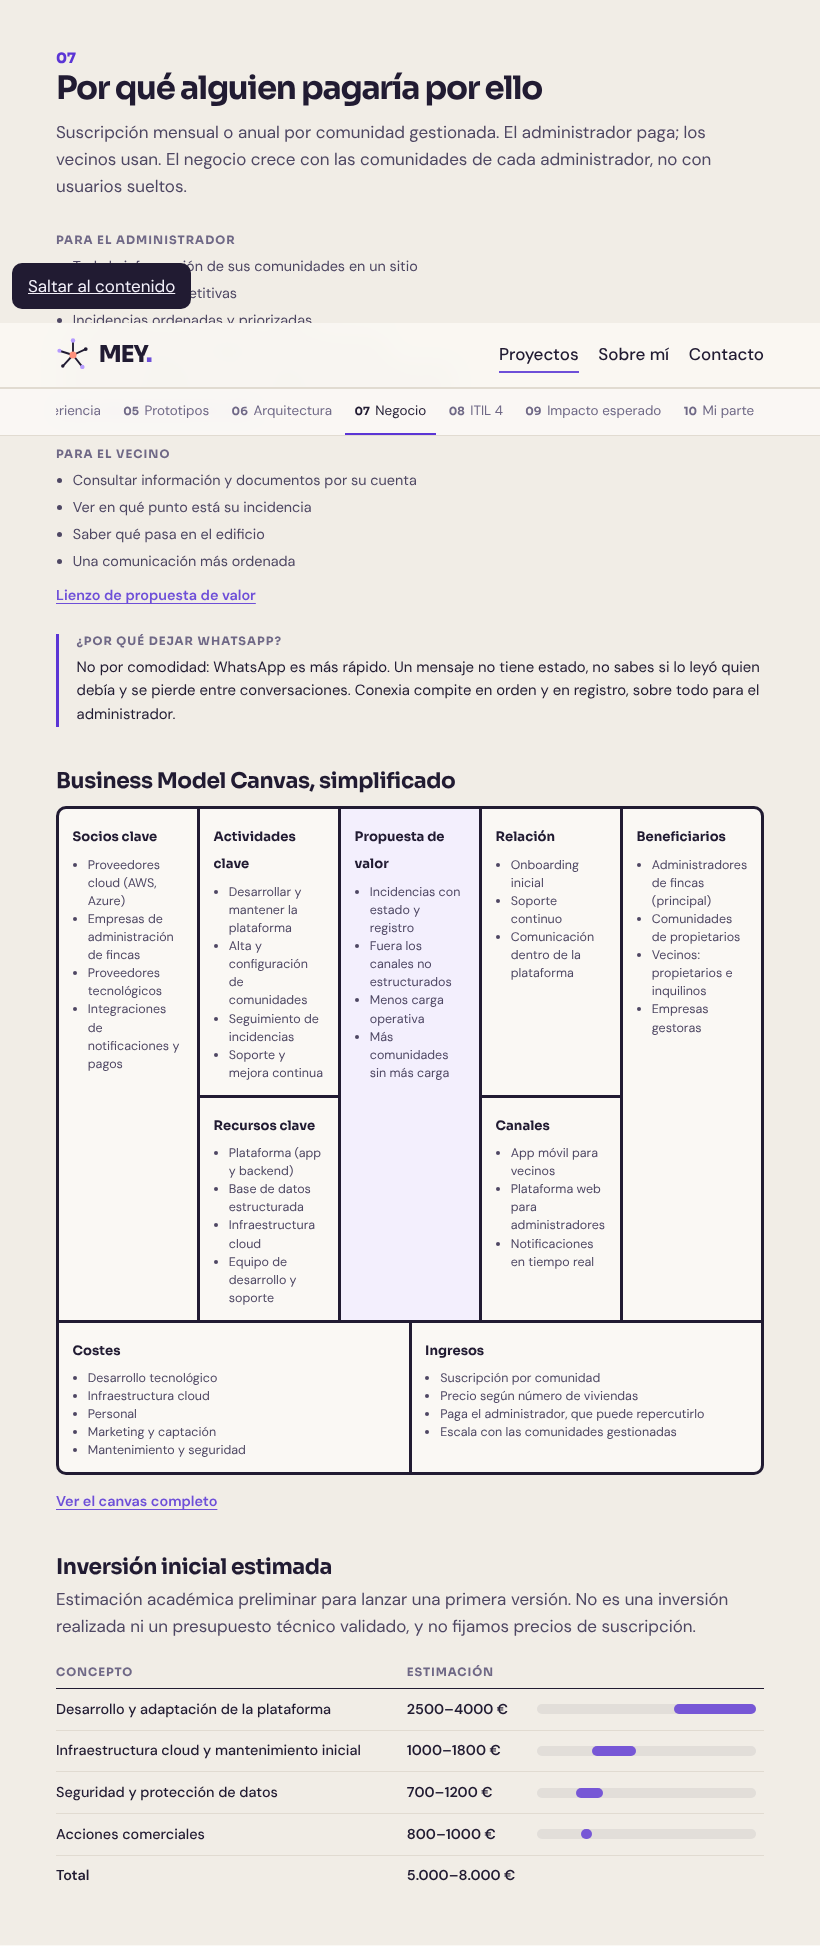 07
Por qué alguien pagaría por ello
Suscripción mensual o anual por comunidad gestionada. El administrador paga; los
vecinos usan. El negocio crece con las comunidades de cada administrador, no con
usuarios sueltos.
PARA EL ADMINISTRADOR
de sus comunidades en un sitio
Saltar al contenido
Incidencias ordenadas y priorizadas
MEY.
Proyectos Sobre mí Contacto
05 Prototipos 06 Arquitectura 07 Negocio 08 ITIL 4 09 Impacto esperado 10 Mi parte
PARA EL VECINO
• Consultar información y documentos por su cuenta
• Ver en qué punto está su incidencia
• Saber qué pasa en el edificio
• Una comunicación más ordenada
Lienzo de propuesta de valor
¿POR QUÉ DEJAR WHATSAPP?
No por comodidad: WhatsApp es más rápido. Un mensaje no tiene estado, no sabes si lo leyó quien
debía y se pierde entre conversaciones. Conexia compite en orden y en registro, sobre todo para el
administrador.
Business Model Canvas, simplificado
Socios clave
• Proveedores
cloud (AWS,
Azure)
• Empresas de
administración
de fincas
• Proveedores
tecnológicos
• Integraciones
de
notificaciones y
pagos
Actividades
clave
• Desarrollar y
mantener la
plataforma
• Alta y
configuración
de
comunidades
• Seguimiento de
incidencias
• Soporte y
mejora continua
Recursos clave
• Plataforma (app
y backend)
• Base de datos
estructurada
• Infraestructura
cloud
• Equipo de
desarrollo y
soporte
Propuesta de
valor
• Incidencias con
estado y
registro
• Fuera los
canales no
estructurados
• Menos carga
operativa
• Más
comunidades
sin más carga
Relación
• Onboarding
inicial
• Soporte
continuo
• Comunicación
dentro de la
plataforma
Canales
• App móvil para
vecinos
• Plataforma web
para
administradores
• Notificaciones
en tiempo real
Beneficiarios
• Administradores
de fincas
(principal)
• Comunidades
de propietarios
• Vecinos:
propietarios e
inquilinos
• Empresas
gestoras
Costes
• Desarrollo tecnológico
• Infraestructura cloud
• Personal
• Marketing y captación
• Mantenimiento y seguridad
Ingresos
• Suscripción por comunidad
• Precio según número de viviendas
• Paga el administrador, que puede repercutirlo
• Escala con las comunidades gestionadas
Ver el canvas completo
Inversión inicial estimada
Estimación académica preliminar para lanzar una primera versión. No es una inversión
realizada ni un presupuesto técnico validado, y no fijamos precios de suscripción.
CONCEPTO ESTIMACIÓN
Desarrollo y adaptación de la plataforma 2500–4000 €
Infraestructura cloud y mantenimiento inicial 1000–1800 €
Seguridad y protección de datos 700–1200 €
Acciones comerciales 800–1000 €
Total 5.000–8.000 €